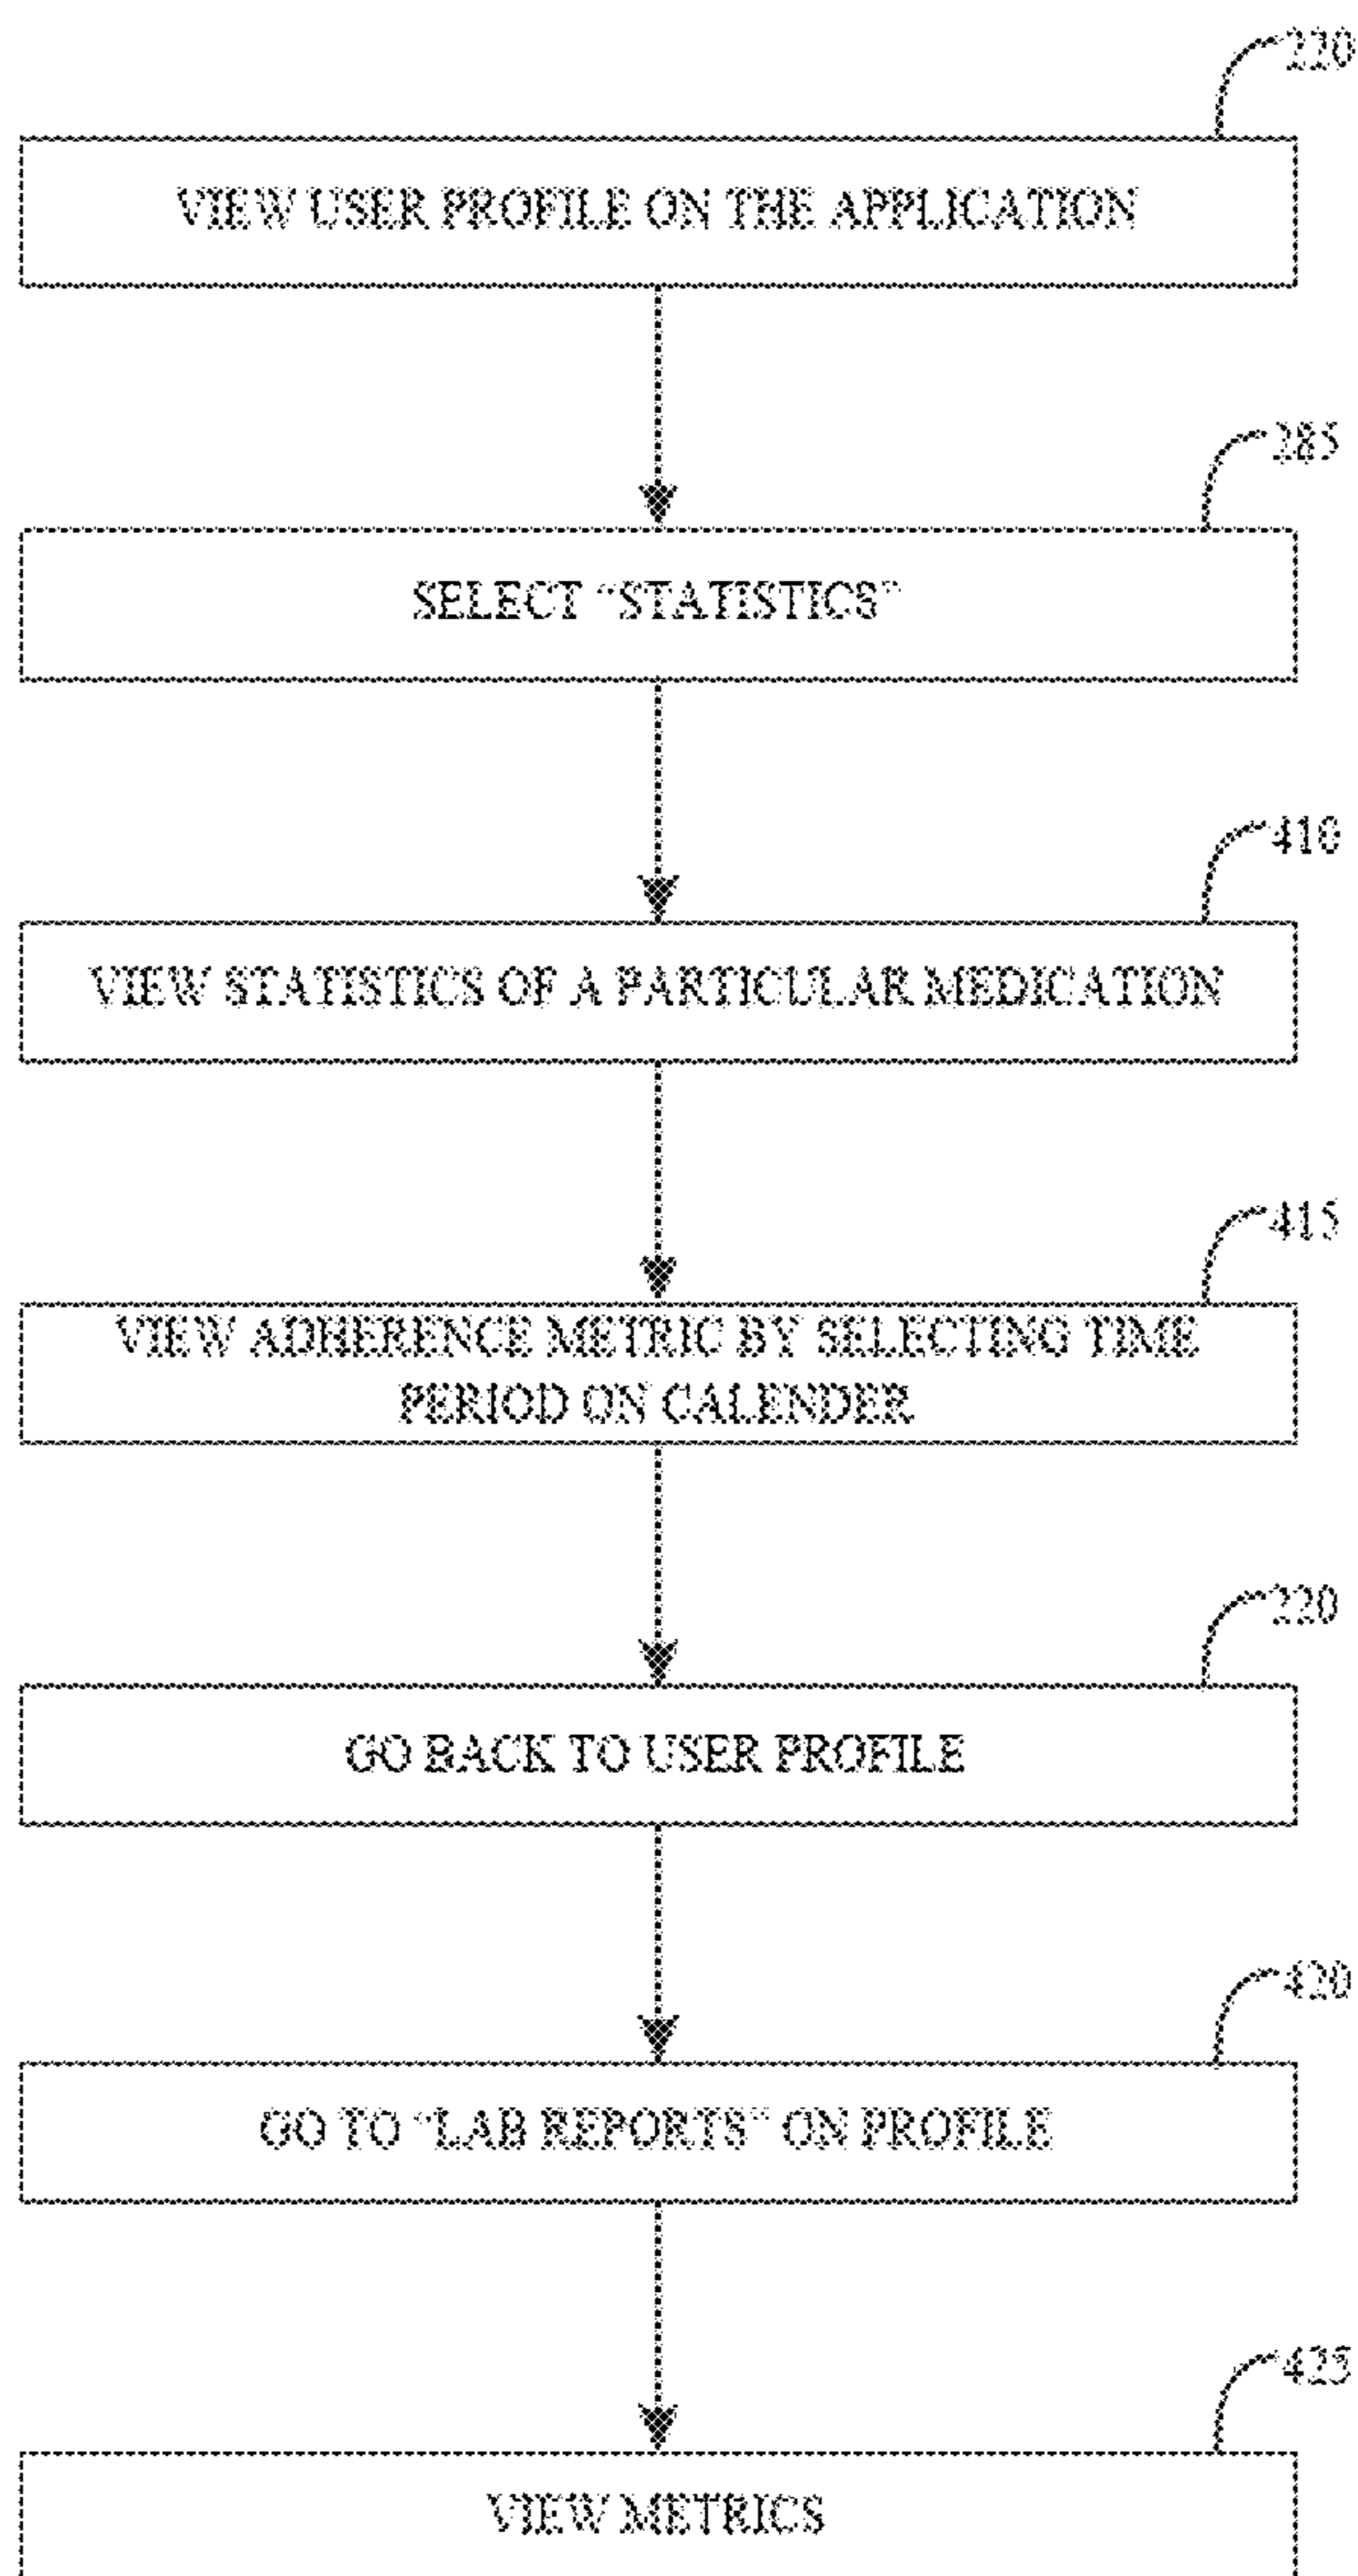 220
VIEW USER PROFILE ON THE APPLICATION
285
SELECT “STATISTICS”
410
VIEW STATISTICS OF A PARTICULAR MEDICATION
415
VIEW ADHERENCE METRIC BY SELECTING TIME
PERIOD ON CALENDER
220
GO BACK TO USER PROFILE
420
GO TO “LAB REPORTS” ON PROFILE
425
VIEW METRICS